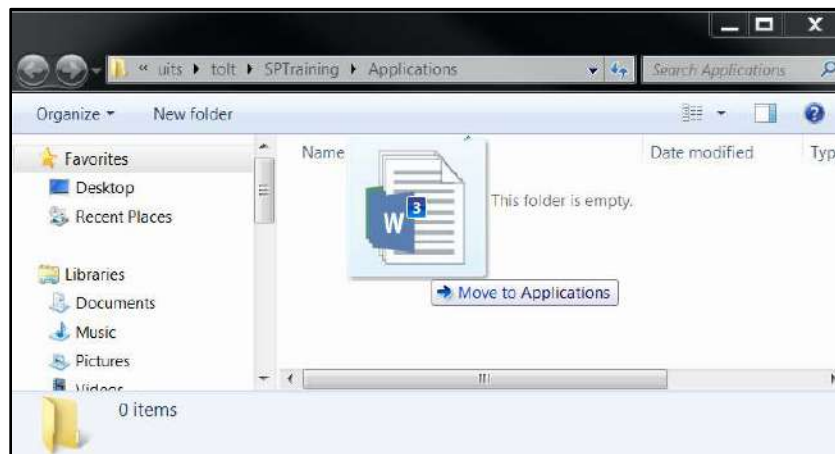 « uits ▸ tolt ▸ SPTraining ▸ Applications Search Applications
Organize ▾ New folder
Favorites
Desktop
Recent Places
Libraries
Documents
Music
Pictures
Videos
Name Date modified Typ
This folder is empty.
W 3
Move to Applications
0 items